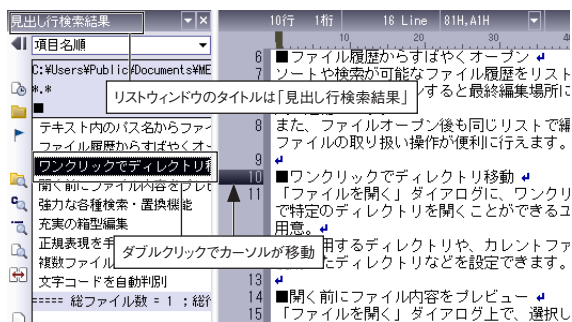 見出し行検索結果
項目名順
C:¥Users¥Public¥Documents¥ME
*.*
■
テキスト内のパス名からファイ
ファイル履歴からすばやくオー
ワンクリックでディレクトリ移
開く前にファイル内容をプレビ
強力な各種検索・置換機能
充実の箱型編集
正規表現を手
複数ファイル
文字コードを自動判別
===== 総ファイル数 = 1 ；総行
リストウィンドウのタイトルは「見出し行検索結果」
ダブルクリックでカーソルが移動
10行 1桁 16 Line 81H,A1H
10 20 30
6 ■ファイル履歴からすばやくオープン
7 ソートや検索が可能なファイル履歴をリスト
ンすると最終編集場所に
8 また、ファイルオープン後も同じリストで編
ファイルの取り扱い操作が便利に行えます。
9
10 ■ワンクリックでディレクトリ移動
11 「ファイルを開く」ダイアログに、ワンクリ
で特定のディレクトリを開くことができるユ
用意。
用するディレクトリや、カレントファ
たディレクトリなどを設定できます。
13
14 ■開く前にファイル内容をプレビュー
15 「ファイルを開く」ダイアログ上で、選択し